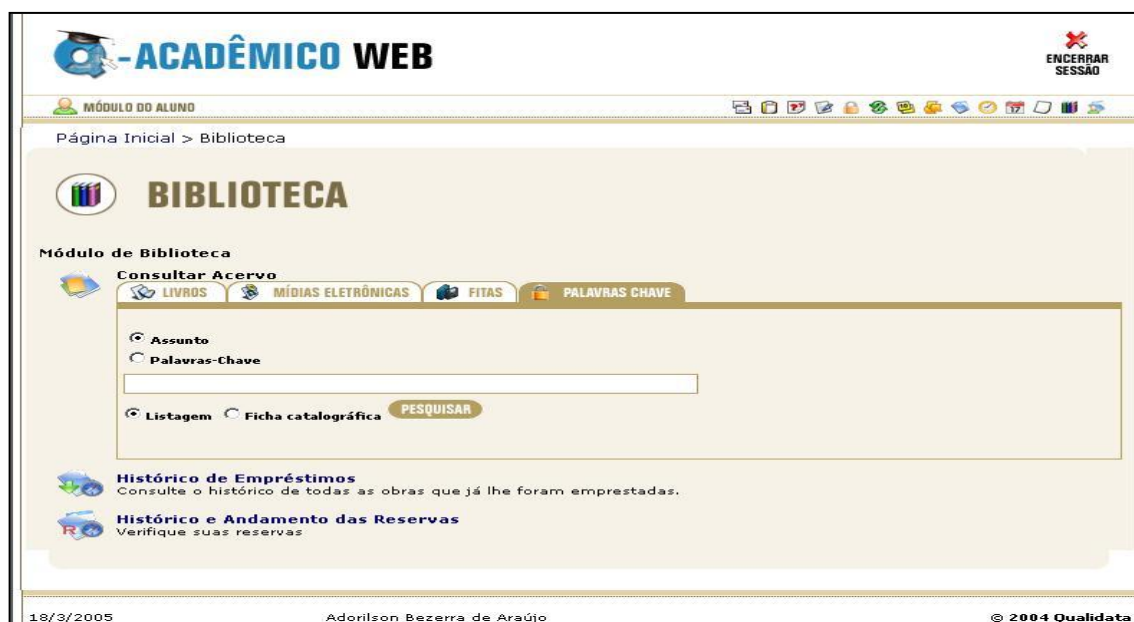 Q-ACADÊMICO WEB
ENCERRAR
SESSÃO
MÓDULO DO ALUNO
Página Inicial > Biblioteca
BIBLIOTECA
Módulo de Biblioteca
Consultar Acervo
LIVROS MÍDIAS ELETRÔNICAS FITAS PALAVRAS CHAVE
Assunto
Palavras-Chave
Listagem Ficha catalográfica PESQUISAR
Histórico de Empréstimos
Consulte o histórico de todas as obras que já lhe foram emprestadas.
Histórico e Andamento das Reservas
Verifique suas reservas
18/3/2005 Adorilson Bezerra de Araújo © 2004 Qualidata